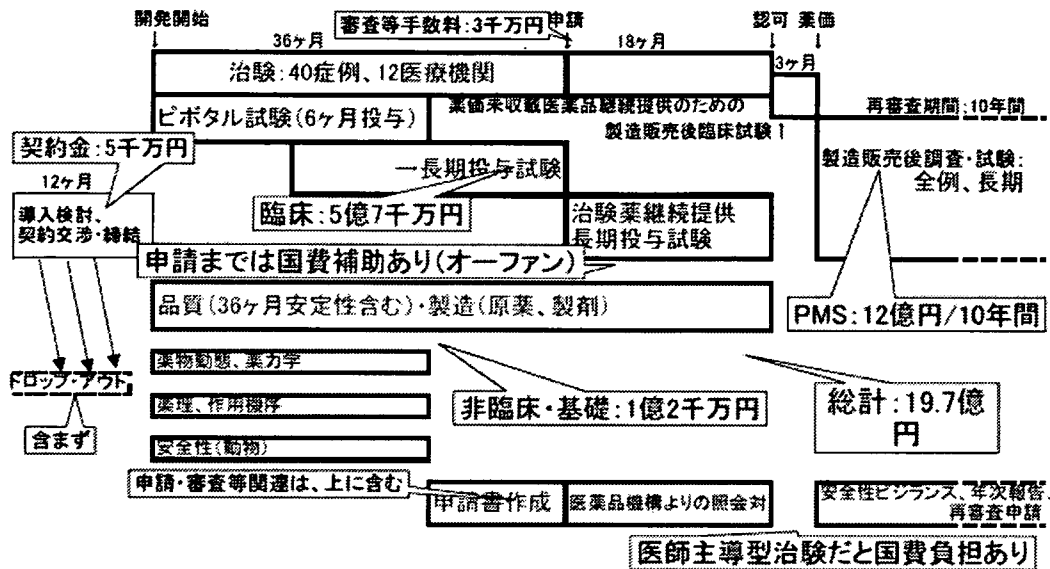 開発開始
審査等手数料:3千万円
申請
認可 薬価
36ヶ月
18ヶ月
3ヶ月
治験:40症例、12医療機関
ピボタル試験(6ヶ月投与)
薬価未収載医薬品継続提供のための
製造販売後臨床試験
再審査期間:10年間
契約金:5千万円
12ヶ月
導入検討、
契約交渉・締結
長期投与試験
製造販売後調査・試験:
全例、長期
臨床:5億7千万円
治験薬継続提供
長期投与試験
申請までは国費補助あり(オーファン)
品質(36ヶ月安定性含む)・製造(原薬、製剤)
PMS:12億円/10年間
薬物動態、薬力学
ドロップ・アウト
薬理、作用機序
非臨床・基礎:1億2千万円
総計:19.7億
円
含まず
安全性(動物)
申請・審査等関連は、上に含む
申請書作成
医薬品機構よりの照会対
安全性ビジランス、年次報告、
再審査申請
医師主導型治験だと国費負担あり